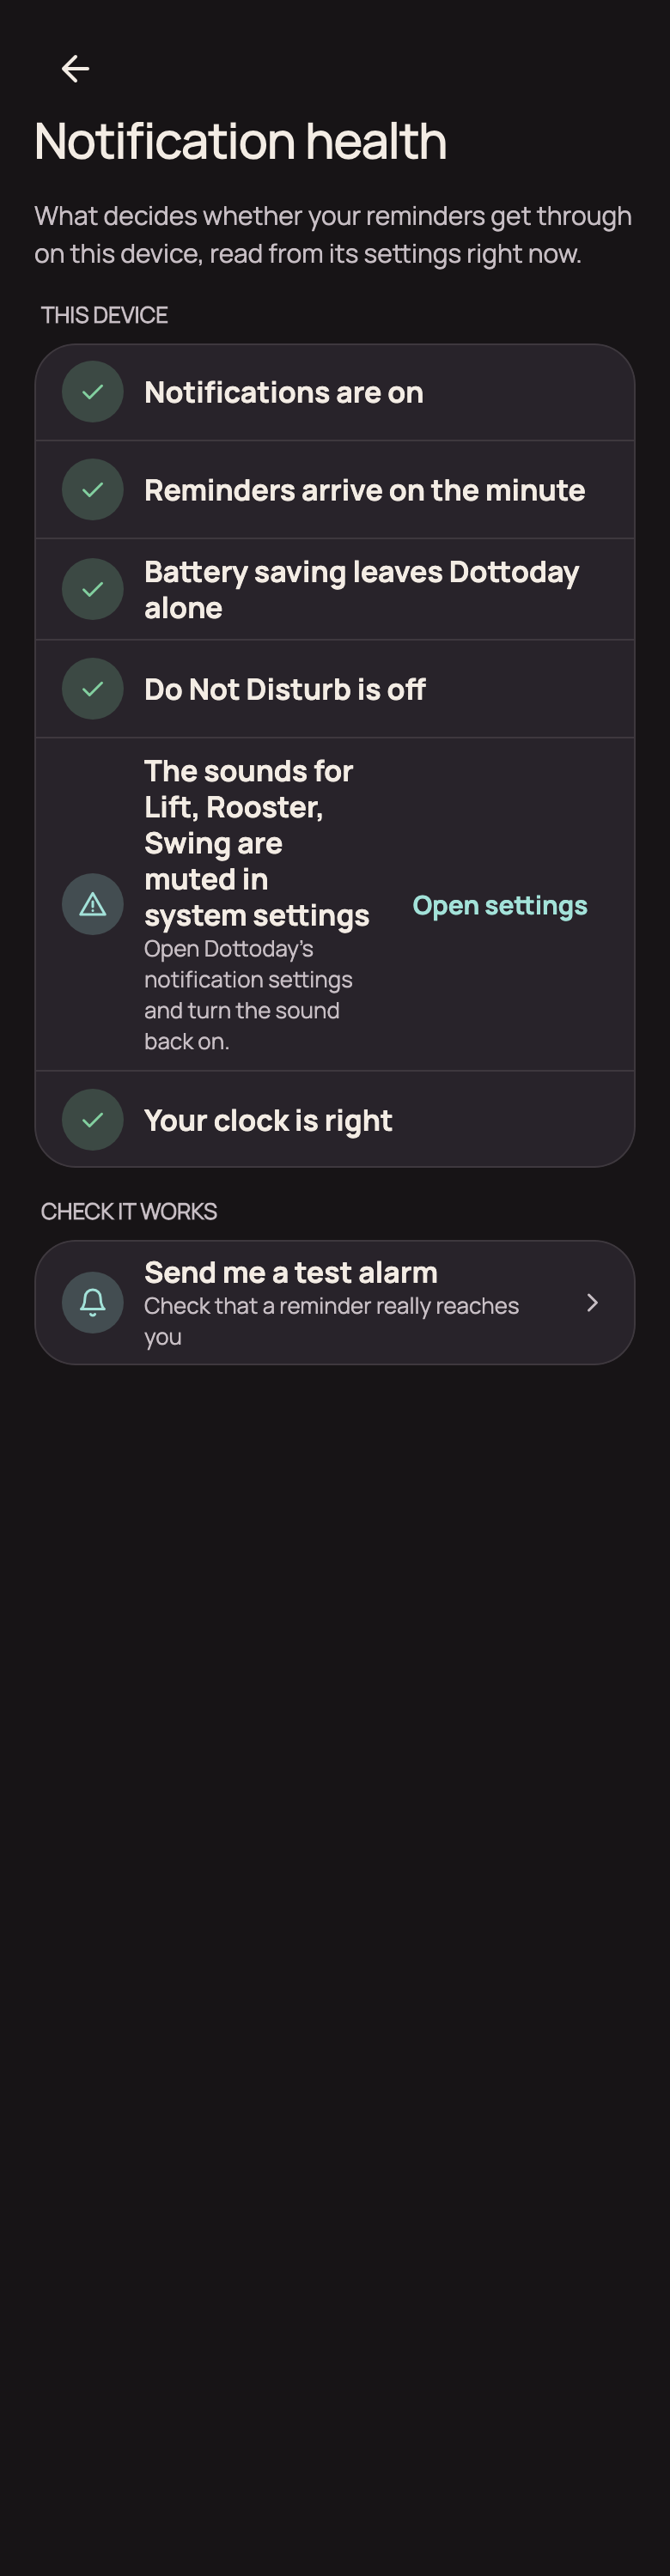 Notification health
What decides whether your reminders get through
on this device, read from its settings right now.
THIS DEVICE
Notifications are on
Reminders arrive on the minute
Battery saving leaves Dottoday
alone
Do Not Disturb is off
The sounds for
Lift, Rooster,
Swing are
muted in
system settings
Open Dottoday's
notification settings
and turn the sound
back on.
Open settings
Your clock is right
CHECK IT WORKS
Send me a test alarm
Check that a reminder really reaches
you